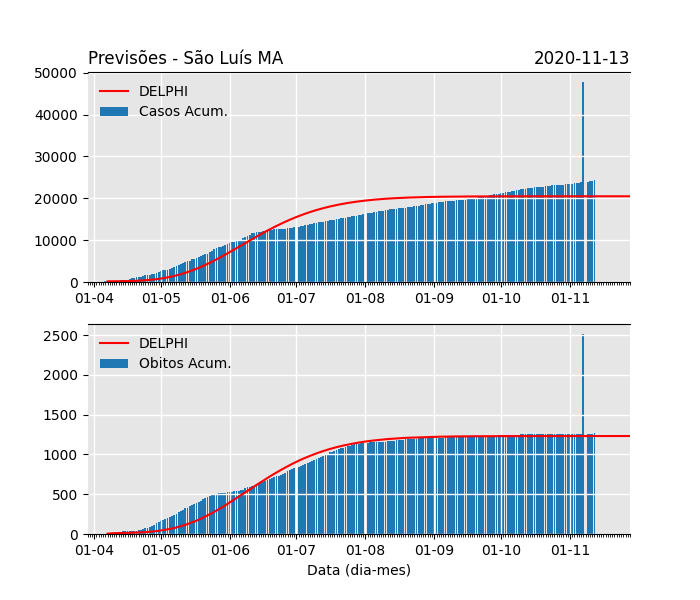 Previsões - São Luís MA 2020-11-13
50000
40000
30000
20000
10000
0
DELPHI
Casos Acum.
01-04 01-05 01-06 01-07 01-08 01-09 01-10 01-11
2500
2000
1500
1000
500
0
DELPHI
Obitos Acum.
01-04 01-05 01-06 01-07 01-08 01-09 01-10 01-11
Data (dia-mes)